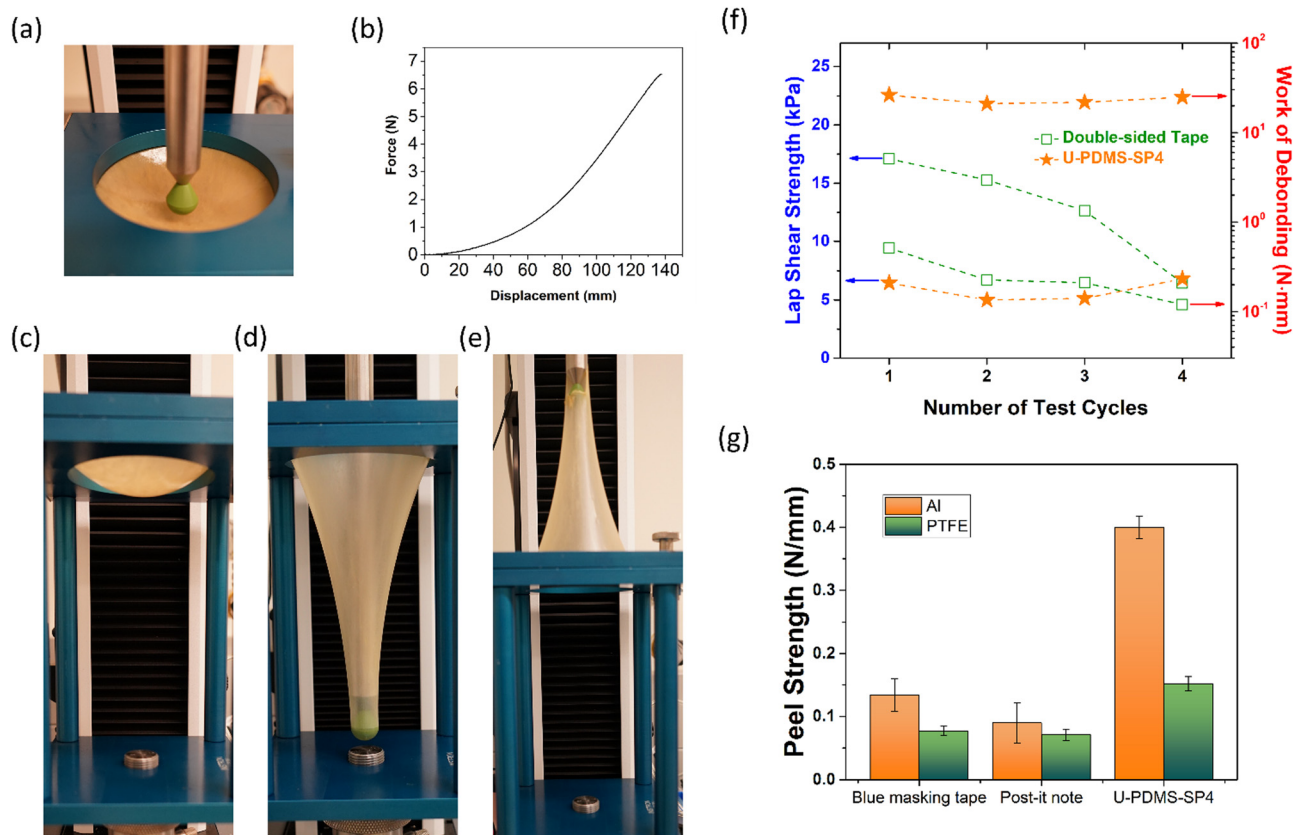 (a)
(b)
7
6
5
4
3
2
1
0
Force (N)
0 20 40 60 80 100 120 140
Displacement (mm)
(c)
(d)
(e)
(f)
25
20
15
10
5
0
Lap Shear Strength (kPa)
Double-sided Tape
U-PDMS-SP4
10²
10¹
10⁰
10⁻¹
Work of Debonding (N·mm)
1 2 3 4
Number of Test Cycles
(g)
0.5
0.4
0.3
0.2
0.1
0.0
Peel Strength (N/mm)
Al
PTFE
Blue masking tape Post-it note U-PDMS-SP4